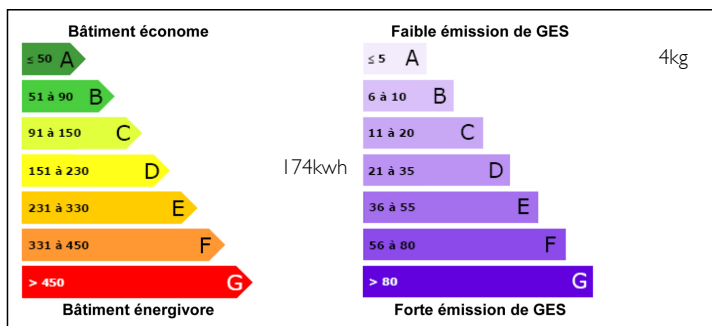 Bâtiment économe
≤ 50 A
51 à 90 B
91 à 150 C
151 à 230 D
174kwh
231 à 330 E
331 à 450 F
> 450 G
Bâtiment énergivore
Faible émission de GES
≤ 5 A
4kg
6 à 10 B
11 à 20 C
21 à 35 D
36 à 55 E
56 à 80 F
> 80 G
Forte émission de GES